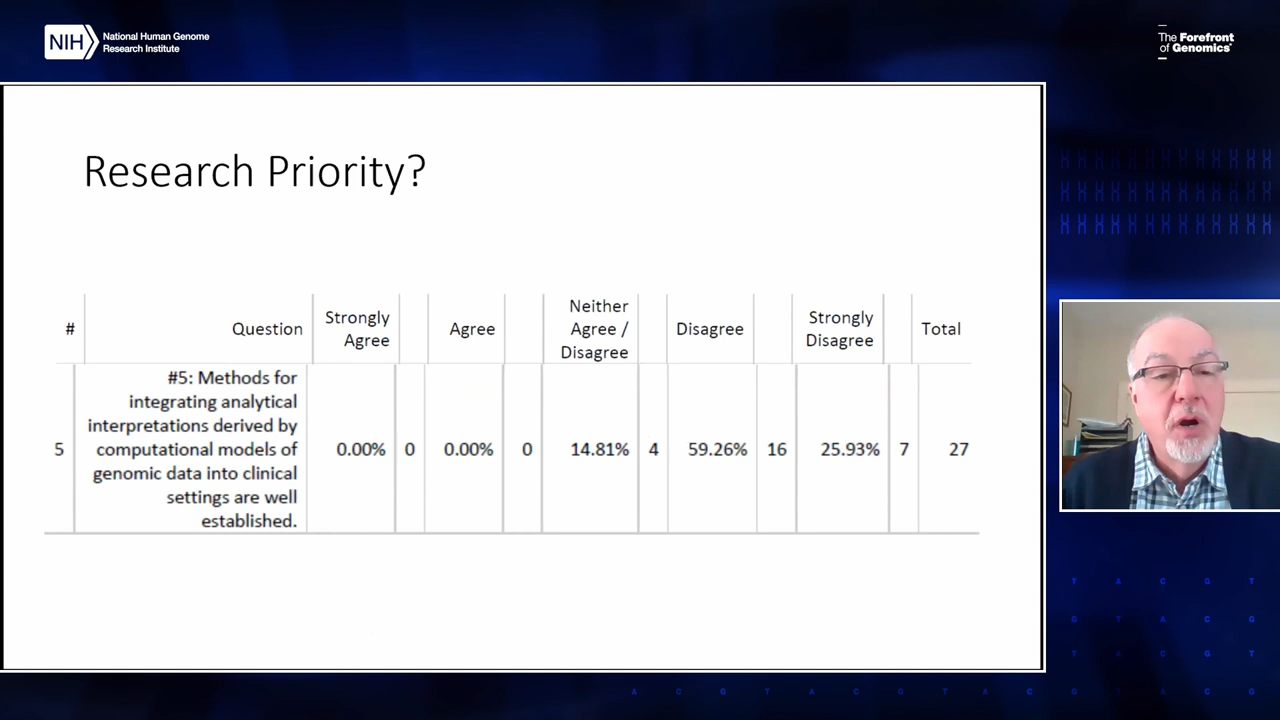 NIH
National Human Genome
Research Institute
The Forefront
of Genomics®
Research Priority?
# Question Strongly Agree Agree Neither Agree / Disagree Disagree Strongly Disagree Total
5
#5: Methods for
integrating analytical
interpretations derived by
computational models of
genomic data into clinical
settings are well
established.
0.00% 0 0.00% 0 14.81% 4 59.26% 16 25.93% 7 27
T A C G T
G T A C G
T A C G T
A C G T A C G T A C G T A C G